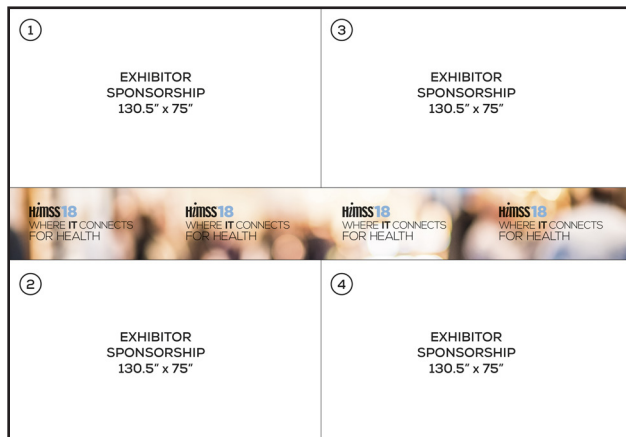 1
EXHIBITOR
SPONSORSHIP
130.5" x 75"
3
EXHIBITOR
SPONSORSHIP
130.5" x 75"
HiMSS18
WHERE IT CONNECTS
FOR HEALTH
HiMSS18
WHERE IT CONNECTS
FOR HEALTH
HiMSS18
WHERE IT CONNECTS
FOR HEALTH
HiMSS18
WHERE IT CONNECTS
FOR HEALTH
2
EXHIBITOR
SPONSORSHIP
130.5" x 75"
4
EXHIBITOR
SPONSORSHIP
130.5" x 75"